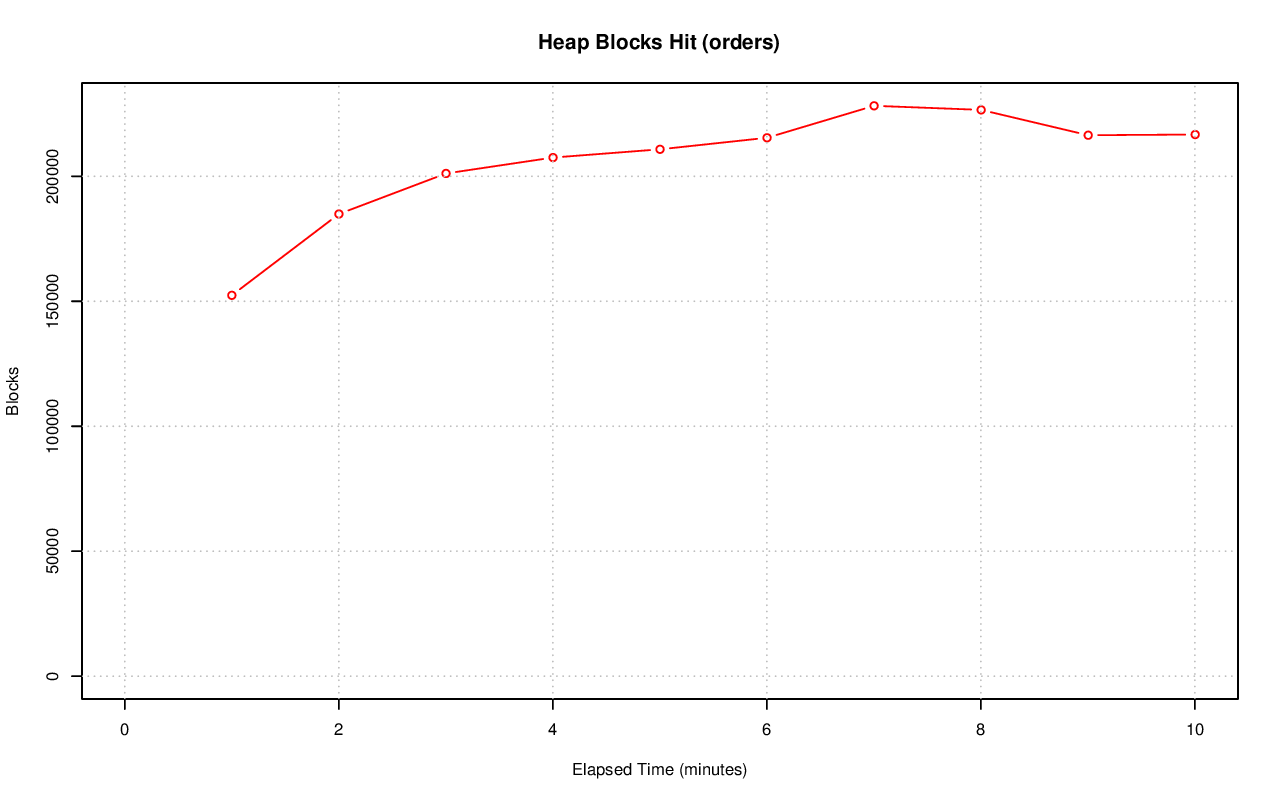 Heap Blocks Hit (orders)
Blocks
200000
150000
100000
50000
0
0 2 4 6 8 10
Elapsed Time (minutes)